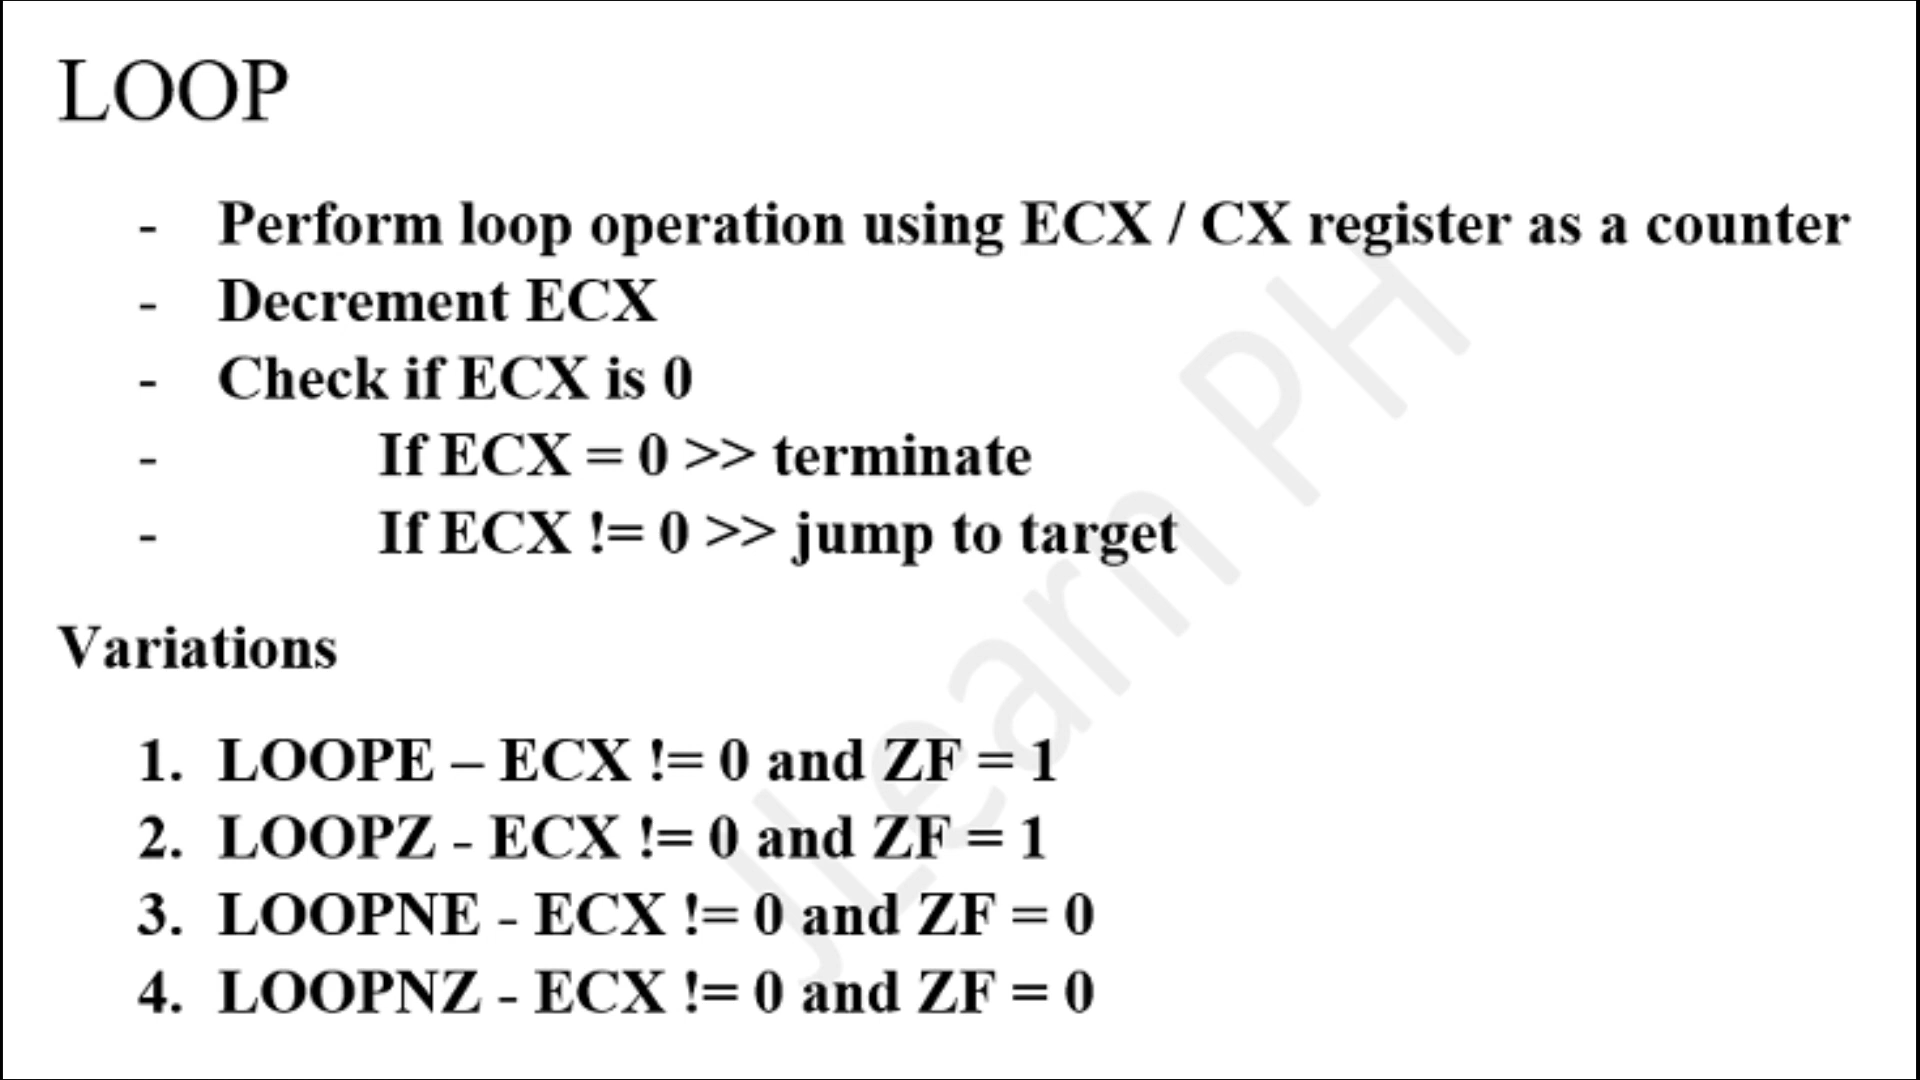 LOOP
- Perform loop operation using ECX / CX register as a counter
- Decrement ECX
- Check if ECX is 0
- If ECX = 0 >> terminate
- If ECX != 0 >> jump to target
Variations
1. LOOPE – ECX != 0 and ZF = 1
2. LOOPZ - ECX != 0 and ZF = 1
3. LOOPNE - ECX != 0 and ZF = 0
4. LOOPNZ - ECX != 0 and ZF = 0
JLearn PH